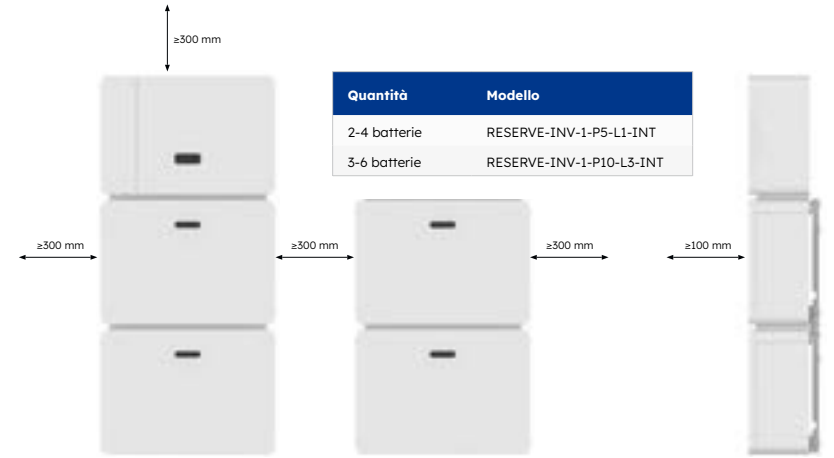 ≥300 mm
Quantità Modello
2-4 batterie RESERVE-INV-1-P5-L1-INT
3-6 batterie RESERVE-INV-1-P10-L3-INT
≥300 mm ≥300 mm ≥300 mm ≥100 mm